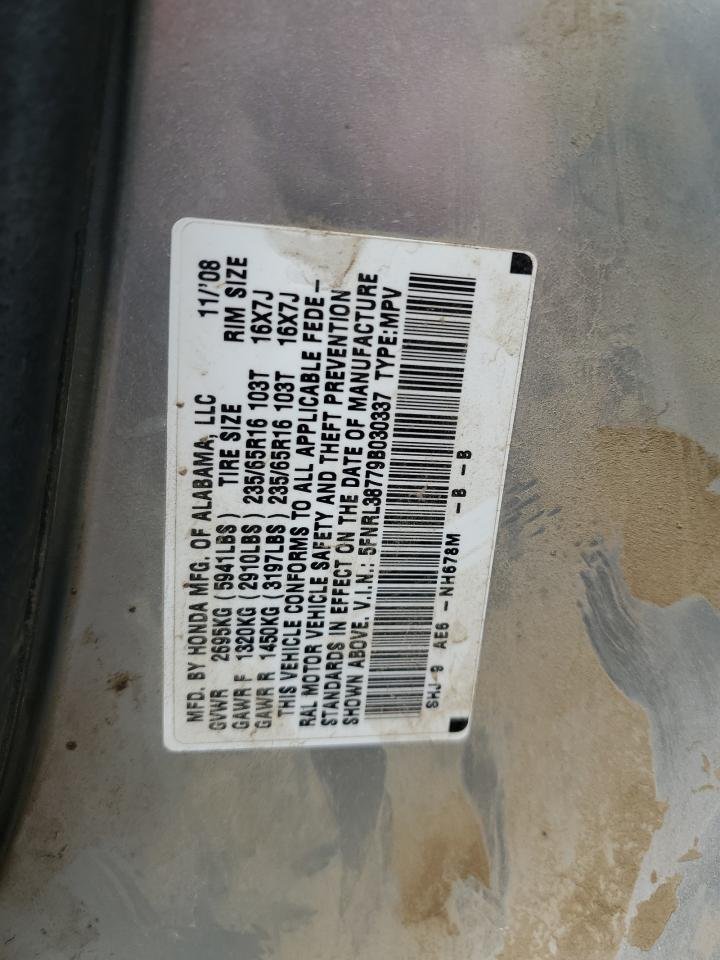 MFD. BY HONDA MFG. OF ALABAMA, LLC 11/'08
GVWR 2695KG ( 5941LBS ) TIRE SIZE RIM SIZE
GAWR F 1320KG ( 2910LBS ) 235/65R16 103T 16X7J
GAWR R 1450KG ( 3197LBS ) 235/65R16 103T 16X7J
THIS VEHICLE CONFORMS TO ALL APPLICABLE FEDE-
RAL MOTOR VEHICLE SAFETY AND THEFT PREVENTION
STANDARDS IN EFFECT ON THE DATE OF MANUFACTURE
SHOWN ABOVE. V.I.N.: 5FNRL38779B030337 TYPE:MPV
SHJ-9 AE6 -NH678M -B -B